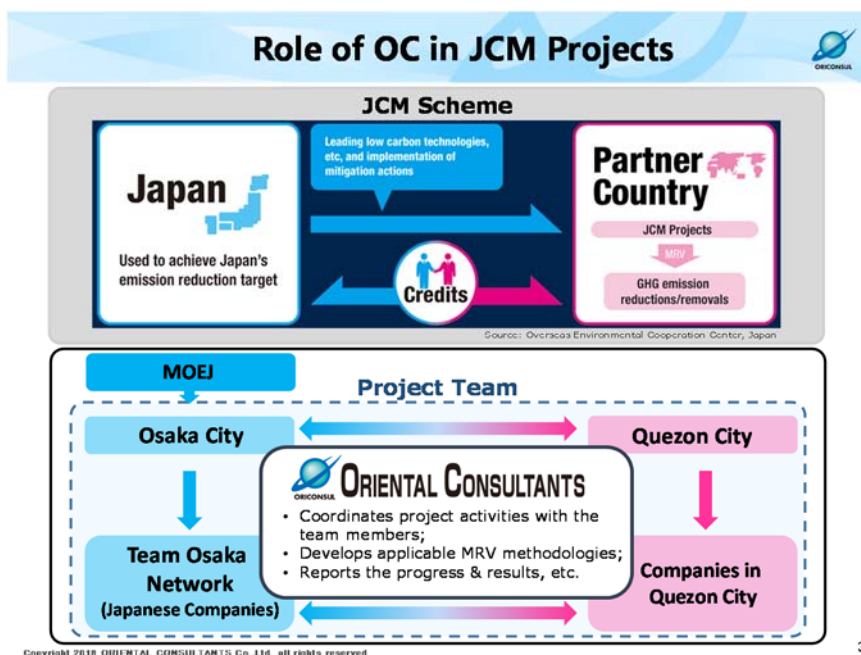 Role of OC in JCM Projects
ORICONSUL
JCM Scheme
Leading low carbon technologies,
etc, and implementation of
mitigation actions
Japan
Used to achieve Japan's
emission reduction target
Credits
Partner
Country
JCM Projects
MRV
GHG emission
reductions/removals
Source: Overseas Environmental Cooperation Center, Japan
MOEJ
Project Team
Osaka City
Quezon City
ORICONSUL
ORIENTAL CONSULTANTS
• Coordinates project activities with the
team members;
• Develops applicable MRV methodologies;
• Reports the progress & results, etc.
Team Osaka
Network
(Japanese Companies)
Companies in
Quezon City
Copyright 2018 ORIENTAL CONSULTANTS Co.,Ltd. all rights reserved
3